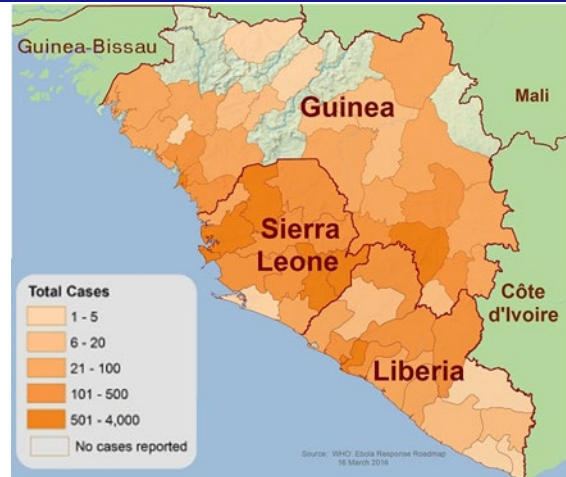 Guinea-Bissau
Guinea
Mali
Sierra
Leone
Côte
d'Ivoire
Liberia
Total Cases
1 - 5
6 - 20
21 - 100
101 - 500
501 - 4,000
No cases reported
Source: WHO: Ebola Response Roadmap
16 March 2016